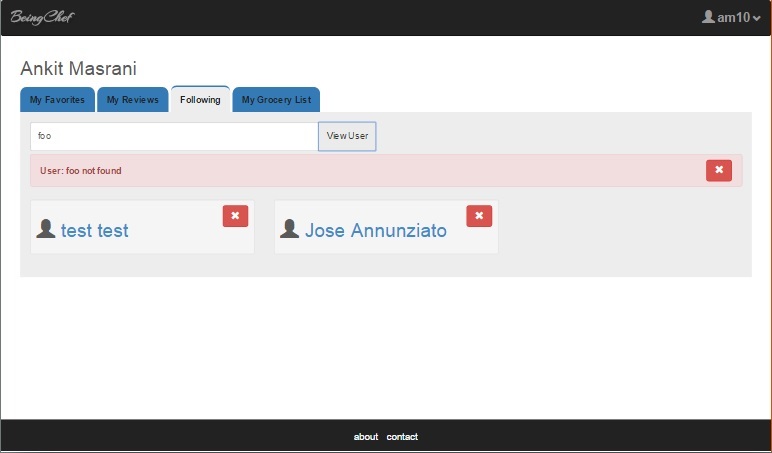 BeingChef am10
Ankit Masrani
My Favorites My Reviews Following My Grocery List
foo View User
User: foo not found
test test Jose Annunziato
about contact